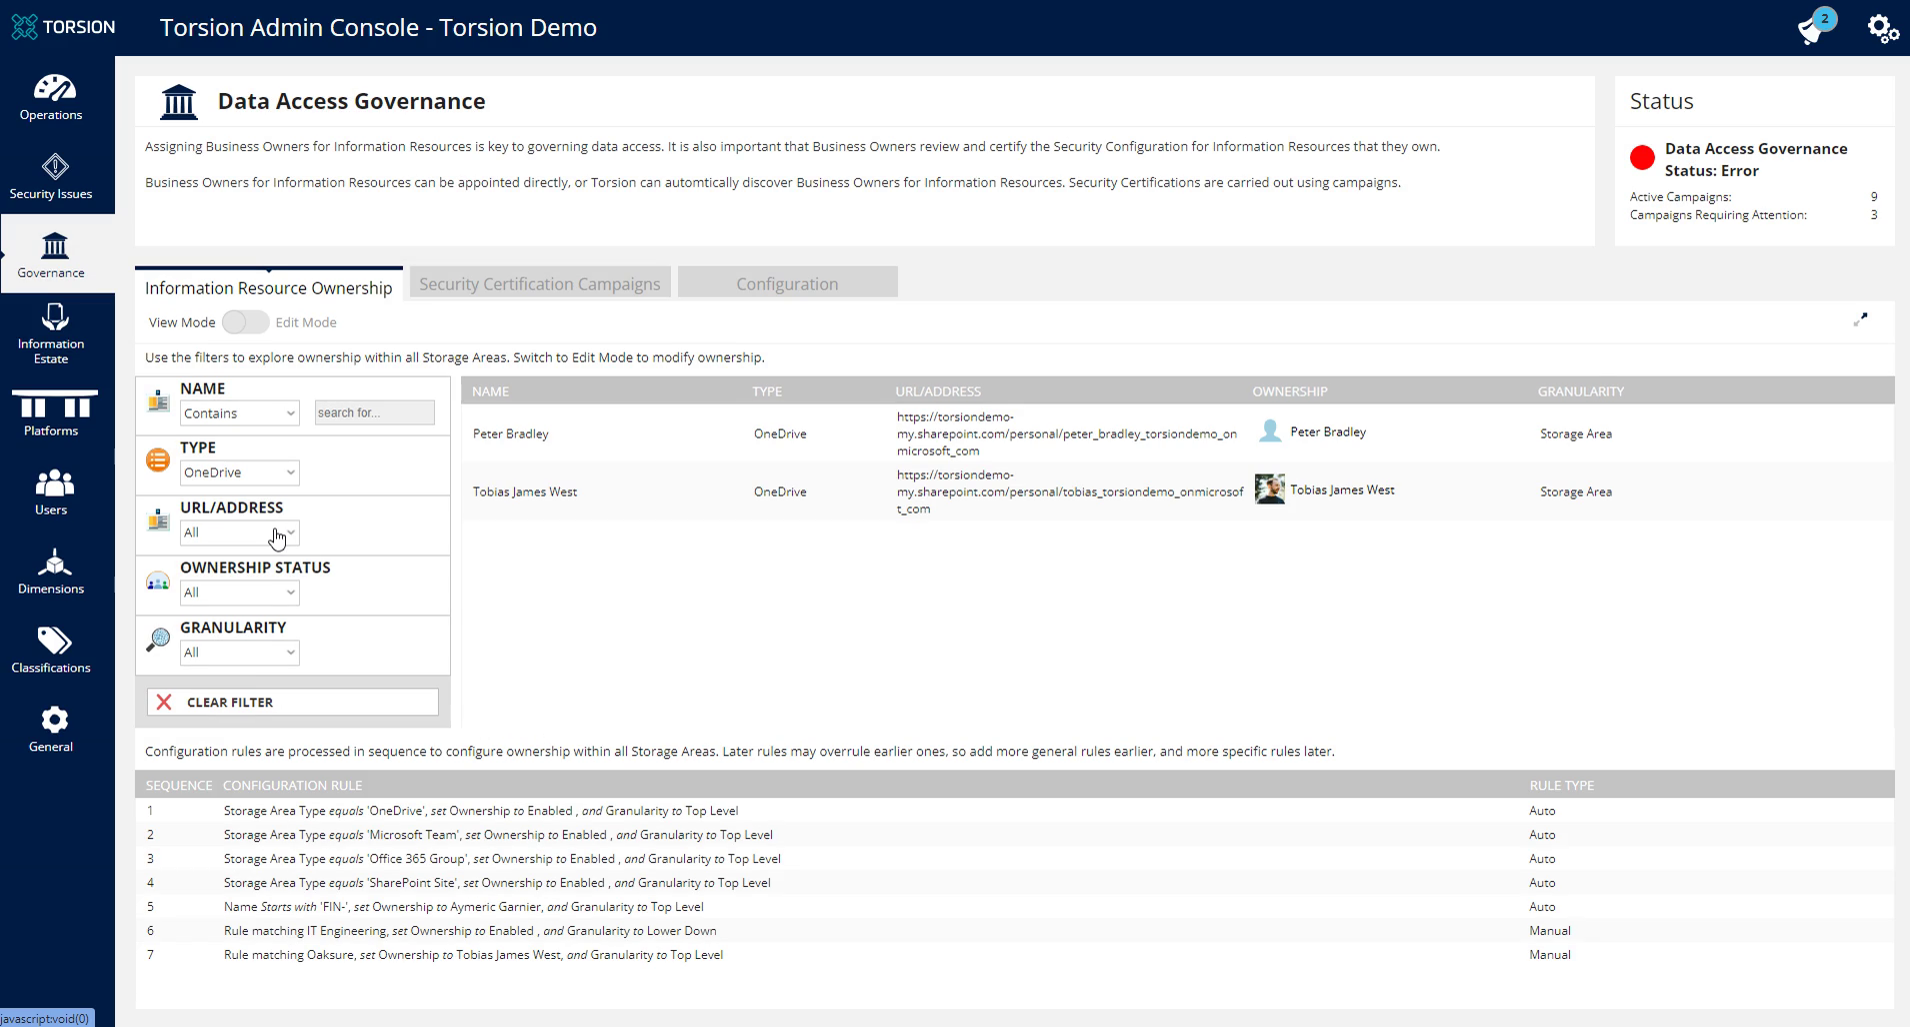 TORSION
Torsion Admin Console - Torsion Demo
2
Operations
Security Issues
Governance
Information
Estate
Platforms
Users
Dimensions
Classifications
General
Data Access Governance
Assigning Business Owners for Information Resources is key to governing data access. It is also important that Business Owners review and certify the Security Configuration for Information Resources that they own.
Business Owners for Information Resources can be appointed directly, or Torsion can automtically discover Business Owners for Information Resources. Security Certifications are carried out using campaigns.
Status
Data Access Governance
Status: Error
Active Campaigns: 9
Campaigns Requiring Attention: 3
Information Resource Ownership Security Certification Campaigns Configuration
View Mode Edit Mode
Use the filters to explore ownership within all Storage Areas. Switch to Edit Mode to modify ownership.
NAME
Contains search for...
TYPE
OneDrive
URL/ADDRESS
All
OWNERSHIP STATUS
All
GRANULARITY
All
CLEAR FILTER
NAME TYPE URL/ADDRESS OWNERSHIP GRANULARITY
https://torsiondemo-
Peter Bradley OneDrive my.sharepoint.com/personal/peter_bradley_torsiondemo_on Peter Bradley Storage Area
microsoft_com
https://torsiondemo-
Tobias James West OneDrive my.sharepoint.com/personal/tobias_torsiondemo_onmicrosof Tobias James West Storage Area
t_com
Configuration rules are processed in sequence to configure ownership within all Storage Areas. Later rules may overrule earlier ones, so add more general rules earlier, and more specific rules later.
SEQUENCE CONFIGURATION RULE RULE TYPE
1 Storage Area Type equals 'OneDrive', set Ownership to Enabled , and Granularity to Top Level Auto
2 Storage Area Type equals 'Microsoft Team', set Ownership to Enabled , and Granularity to Top Level Auto
3 Storage Area Type equals 'Office 365 Group', set Ownership to Enabled , and Granularity to Top Level Auto
4 Storage Area Type equals 'SharePoint Site', set Ownership to Enabled , and Granularity to Top Level Auto
5 Name Starts with 'FIN-', set Ownership to Aymeric Garnier, and Granularity to Top Level Auto
6 Rule matching IT Engineering, set Ownership to Enabled , and Granularity to Lower Down Manual
7 Rule matching Oaksure, set Ownership to Tobias James West, and Granularity to Top Level Manual
javascript:void(0)